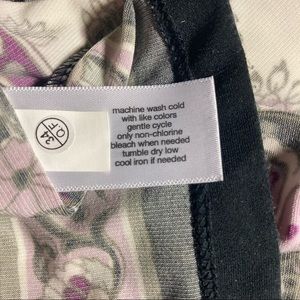 machine wash cold
with like colors
gentle cycle
only non-chlorine
bleach when needed
tumble dry low
cool iron if needed